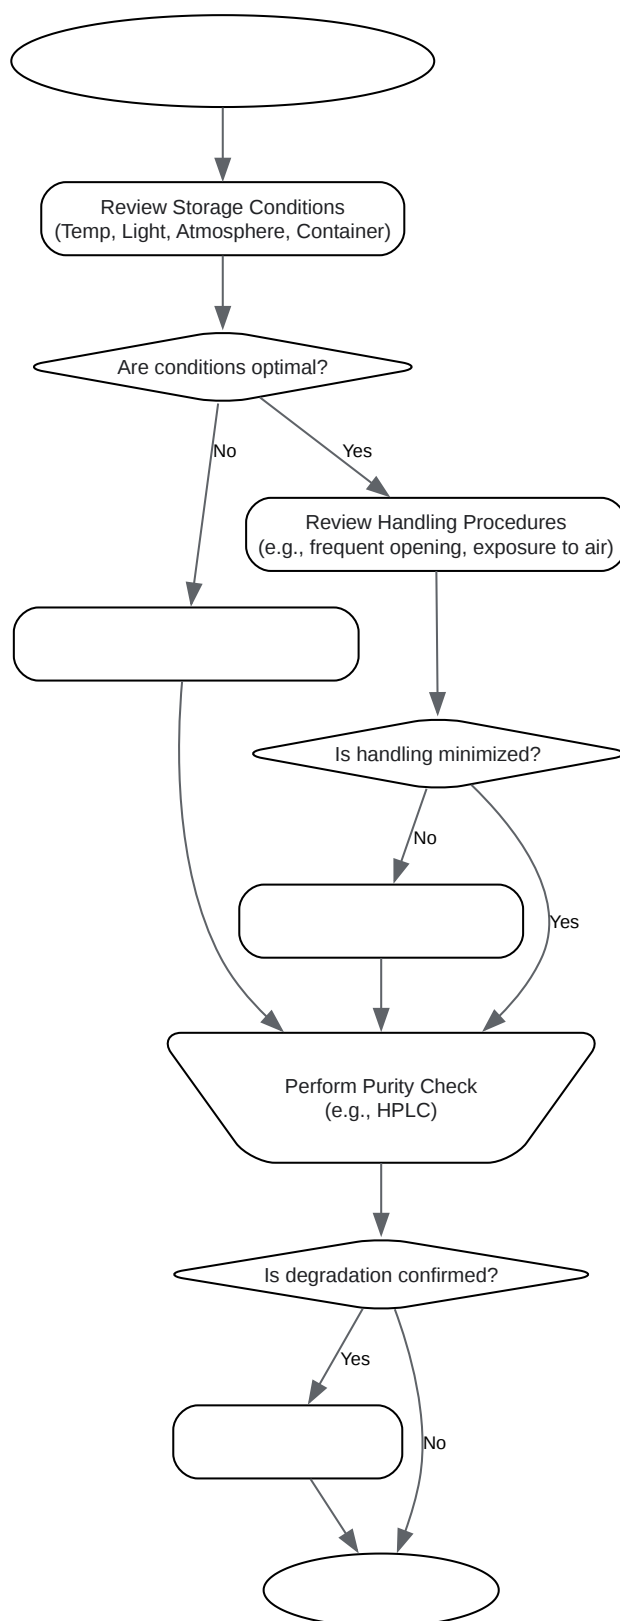 Review Storage Conditions
(Temp, Light, Atmosphere, Container)
Are conditions optimal?
No
Yes
Review Handling Procedures
(e.g., frequent opening, exposure to air)
Is handling minimized?
No
Yes
Perform Purity Check
(e.g., HPLC)
Is degradation confirmed?
Yes
No